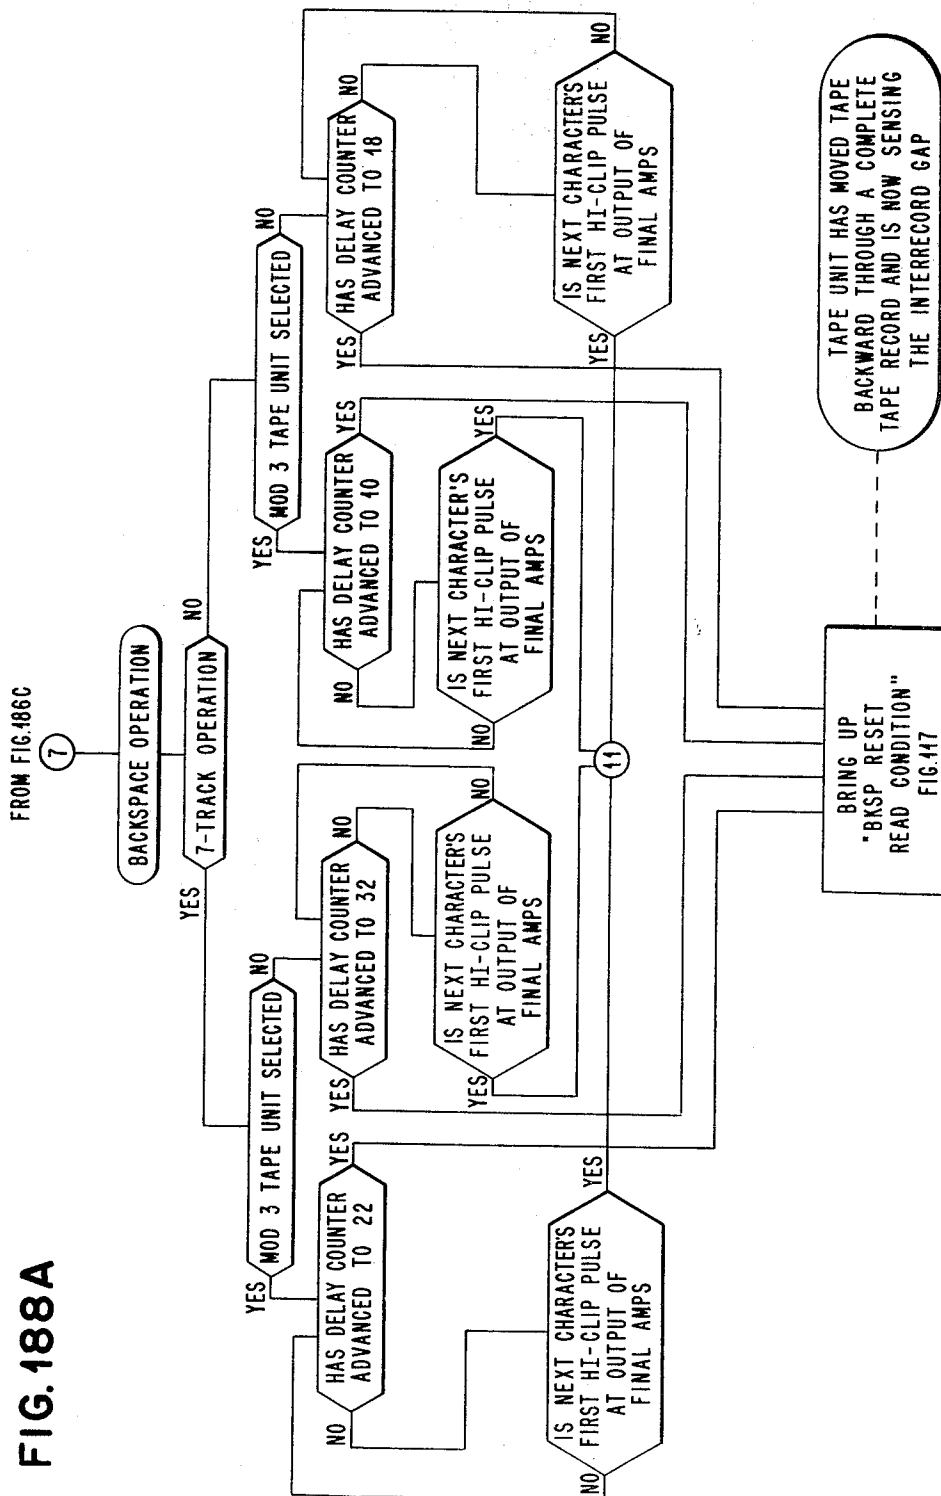 FIG. 188A
FROM FIG. 186C
7
BACKSPACE OPERATION
YES
7-TRACK OPERATION
NO
YES
MOD 3 TAPE UNIT SELECTED
NO
YES
MOD 3 TAPE UNIT SELECTED
NO
HAS DELAY COUNTER
ADVANCED TO 22
NO
YES
HAS DELAY COUNTER
ADVANCED TO 32
YES
NO
HAS DELAY COUNTER
ADVANCED TO 10
NO
YES
HAS DELAY COUNTER
ADVANCED TO 18
YES
NO
IS NEXT CHARACTER'S
FIRST HI-CLIP PULSE
AT OUTPUT OF
FINAL AMPS
YES
NO
IS NEXT CHARACTER'S
FIRST HI-CLIP PULSE
AT OUTPUT OF
FINAL AMPS
NO
YES
IS NEXT CHARACTER'S
FIRST HI-CLIP PULSE
AT OUTPUT OF
FINAL AMPS
NO
YES
IS NEXT CHARACTER'S
FIRST HI-CLIP PULSE
AT OUTPUT OF
FINAL AMPS
YES
NO
11
BRING UP
"BKSP RESET
READ CONDITION"
FIG. 117
TAPE UNIT HAS MOVED TAPE
BACKWARD THROUGH A COMPLETE
TAPE RECORD AND IS NOW SENSING
THE INTERRECORD GAP